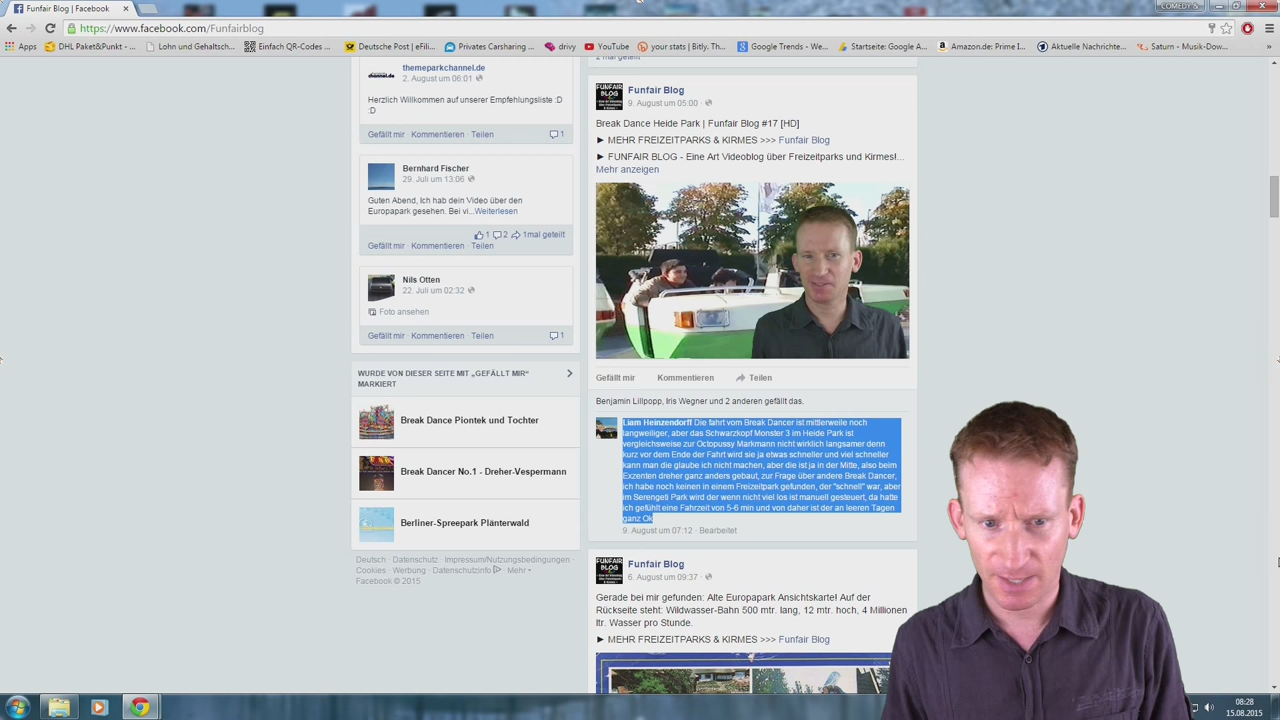 Funfair Blog | Facebook
COMEDY &
https://www.facebook.com/Funfairblog
Apps
DHL Paket&Punkt - ...
Lohn und Gehaltsch...
Einfach QR-Codes ...
Deutsche Post | eFili...
Privates Carsharing ...
drivy
YouTube
your stats | Bitly. Th...
Google Trends - We...
Startseite: Google A...
Amazon.de: Prime I...
Aktuelle Nachrichte...
Saturn - Musik-Dow...
themeparkchannel.de
2. August um 06:01
Herzlich Willkommen auf unserer Empfehlungsliste :D
:D
Gefällt mir · Kommentieren · Teilen
1
Bernhard Fischer
29. Juli um 13:06
Guten Abend, Ich hab dein Video über den
Europapark gesehen. Bei vi...Weiterlesen
1 2 1mal geteilt
Gefällt mir · Kommentieren · Teilen
Nils Otten
22. Juli um 02:32
Foto ansehen
Gefällt mir · Kommentieren · Teilen
1
WURDE VON DIESER SEITE MIT „GEFÄLLT MIR“
MARKIERT
Break Dance Piontek und Tochter
Break Dancer No.1 - Dreher-Vespermann
Berliner-Spreepark Plänterwald
Deutsch · Datenschutz · Impressum/Nutzungsbedingungen ·
Cookies · Werbung · Datenschutzinfo · Mehr
Facebook © 2015
2 mal geteilt
Funfair Blog
9. August um 05:00 ·
Break Dance Heide Park | Funfair Blog #17 [HD]
► MEHR FREIZEITPARKS & KIRMES >>> Funfair Blog
► FUNFAIR BLOG - Eine Art Videoblog über Freizeitparks und Kirmes!...
Mehr anzeigen
Gefällt mir Kommentieren Teilen
Benjamin Lillpopp, Iris Wegner und 2 anderen gefällt das.
Liam Heinzendorff Die fahrt vom Break Dancer ist mittlerweile noch
langweiliger, aber das Schwarzkopf Monster 3 im Heide Park ist
vergleichsweise zur Octopussy Markmann nicht wirklich langsamer denn
kurz vor dem Ende der Fahrt wird sie ja etwas schneller und viel schneller
kann man die glaube ich nicht machen, aber die ist ja in der Mitte, also beim
Exzenten dreher ganz anders gebaut, zur Frage über andere Break Dancer,
ich habe noch keinen in einem Freizeitpark gefunden, der "schnell" war, aber
im Serengeti Park wird der wenn nicht viel los ist manuell gesteuert, da hatte
ich gefühlt eine Fahrzeit von 5-6 min und von daher ist der an leeren Tagen
ganz Ok
9. August um 07:12 · Bearbeitet
Funfair Blog
6. August um 09:37 ·
Gerade bei mir gefunden: Alte Europapark Ansichtskarte! Auf der
Rückseite steht: Wildwasser-Bahn 500 mtr. lang, 12 mtr. hoch, 4 Millionen
ltr. Wasser pro Stunde.
► MEHR FREIZEITPARKS & KIRMES >>> Funfair Blog
08:28
15.08.2015